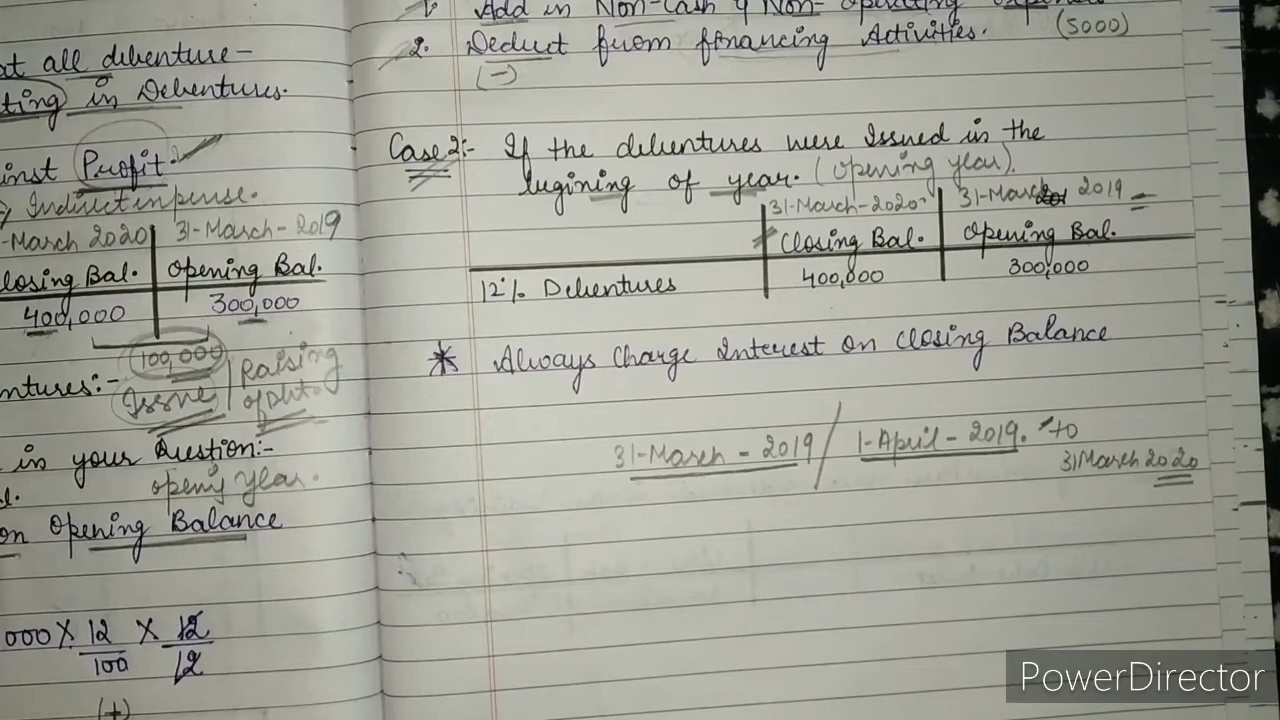 at all debenture-
ting in Debentures.
inst Profit:-
Indirect expense.
March 2020 31-March-2019
losing Bal. Opening Bal.
400,000 300,000
100,000
ntures:- Issue / Raising
of debt.
in your Question:-
openy year.
on Opening Balance
000 X 12/100 X 12/12
(+)
Add in Non-Cash & Non-Operating
2. Deduct from financing Activities. (5000)
(-)
Case 2:- If the debentures were Issued in the
begining of year. (Opening year).
31-March-2020 31-March 2019
Closing Bal. Opening Bal.
12% Debentures 400,000 300,000
* Always Charge Interest on Closing Balance
31-March-2019 / 1-April-2019. to
31 March 2020
PowerDirector